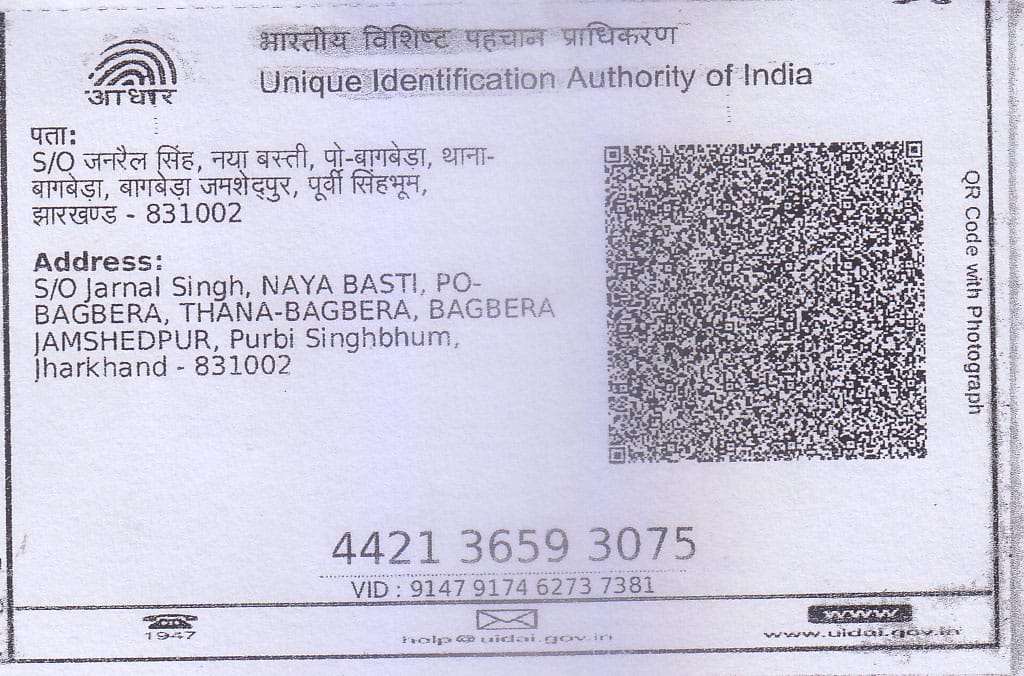 भारतीय विशिष्ट पहचान प्राधिकरण
Unique Identification Authority of India
आधार
पता:
S/O जनरैल सिंह, नया बस्ती, पो-बागबेड़ा, थाना-
बागबेड़ा, बागबेड़ा जमशेद्पुर, पूर्वी सिंहभूम,
झारखण्ड - 831002
Address:
S/O Jarnal Singh, NAYA BASTI, PO-
BAGBERA, THANA-BAGBERA, BAGBERA
JAMSHEDPUR, Purbi Singhbhum,
Jharkhand - 831002
QR Code with Photograph
4421 3659 3075
VID : 9147 9174 6273 7381
1947
help@uidai.gov.in
www
www.uidai.gov.in